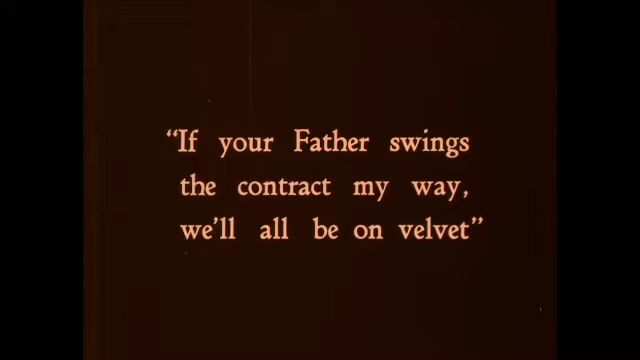 “If your Father swings
the contract my way,
we'll all be on velvet”